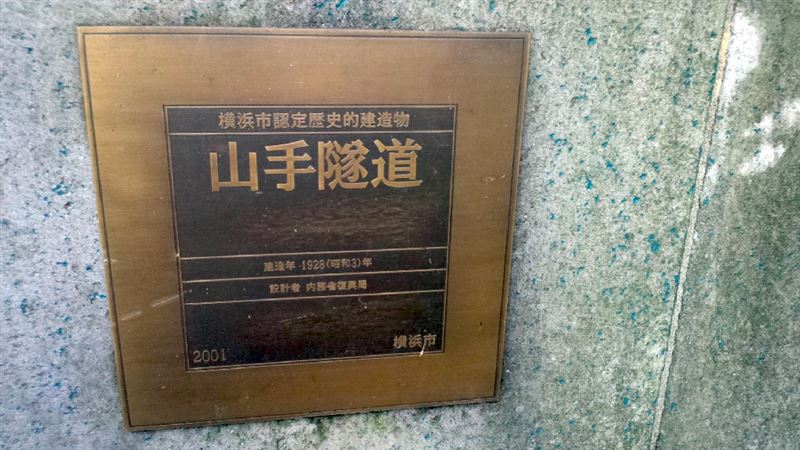 横浜市認定歴史的建造物
山手隧道
建造年 1928(昭和3)年
設計者 内務省復興局
2001
横浜市